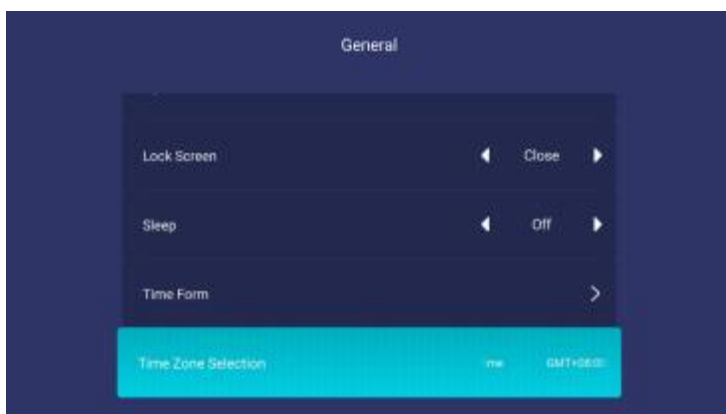 General
Lock Screen Close
Sleep Off
Time Form
Time Zone Selection